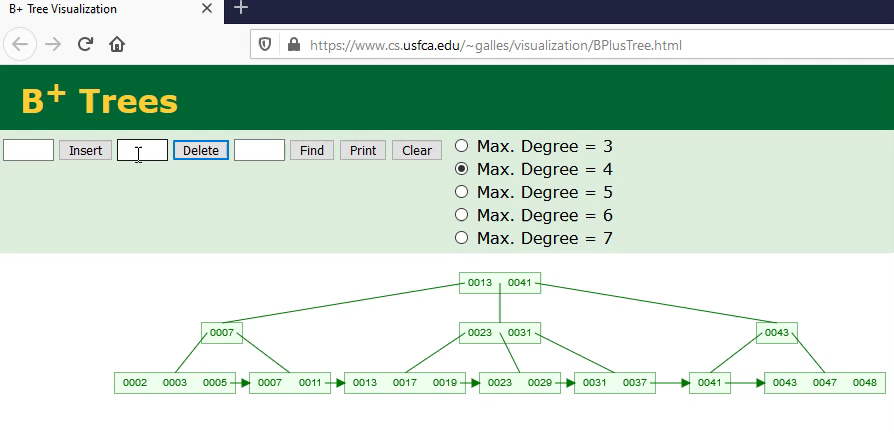 B+ Tree Visualization
https://www.cs.usfca.edu/~galles/visualization/BPlusTree.html
B+ Trees
Insert Delete Find Print Clear
Max. Degree = 3
Max. Degree = 4
Max. Degree = 5
Max. Degree = 6
Max. Degree = 7
0013 0041
0007 0023 0031 0043
0002 0003 0005 0007 0011 0013 0017 0019 0023 0029 0031 0037 0041 0043 0047 0048